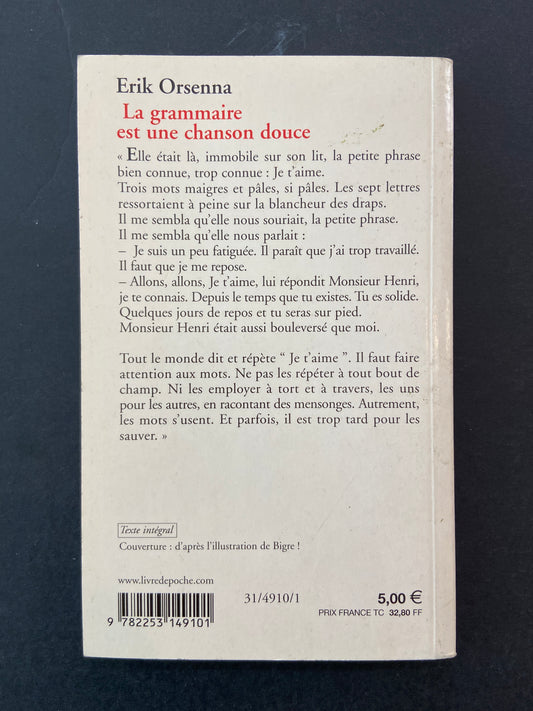 Erik Orsenna
La grammaire
est une chanson douce
« Elle était là, immobile sur son lit, la petite phrase
bien connue, trop connue : Je t'aime.
Trois mots maigres et pâles, si pâles. Les sept lettres
ressortaient à peine sur la blancheur des draps.
Il me sembla qu'elle nous souriait, la petite phrase.
Il me sembla qu'elle nous parlait :
– Je suis un peu fatiguée. Il paraît que j'ai trop travaillé.
Il faut que je me repose.
– Allons, allons, Je t'aime, lui répondit Monsieur Henri,
je te connais. Depuis le temps que tu existes. Tu es solide.
Quelques jours de repos et tu seras sur pied.
Monsieur Henri était aussi bouleversé que moi.
Tout le monde dit et répète “ Je t'aime ”. Il faut faire
attention aux mots. Ne pas les répéter à tout bout de
champ. Ni les employer à tort et à travers, les uns
pour les autres, en racontant des mensonges. Autrement,
les mots s'usent. Et parfois, il est trop tard pour les
sauver. »
Texte intégral
Couverture : d'après l'illustration de Bigre !
www.livredepoche.com
31/4910/1
5,00 €
PRIX FRANCE TC 32,80 FF
9 782253 149101